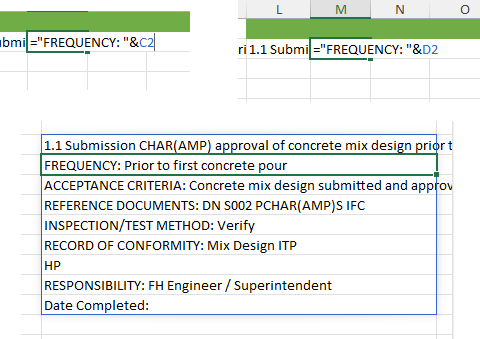 L M N O
ubmi ="FREQUENCY: "&C2
ri 1.1 Submi ="FREQUENCY: "&D2
1.1 Submission CHAR(AMP) approval of concrete mix design prior t
FREQUENCY: Prior to first concrete pour
ACCEPTANCE CRITERIA: Concrete mix design submitted and approv
REFERENCE DOCUMENTS: DN S002 PCHAR(AMP)S IFC
INSPECTION/TEST METHOD: Verify
RECORD OF CONFORMITY: Mix Design ITP
HP
RESPONSIBILITY: FH Engineer / Superintendent
Date Completed: